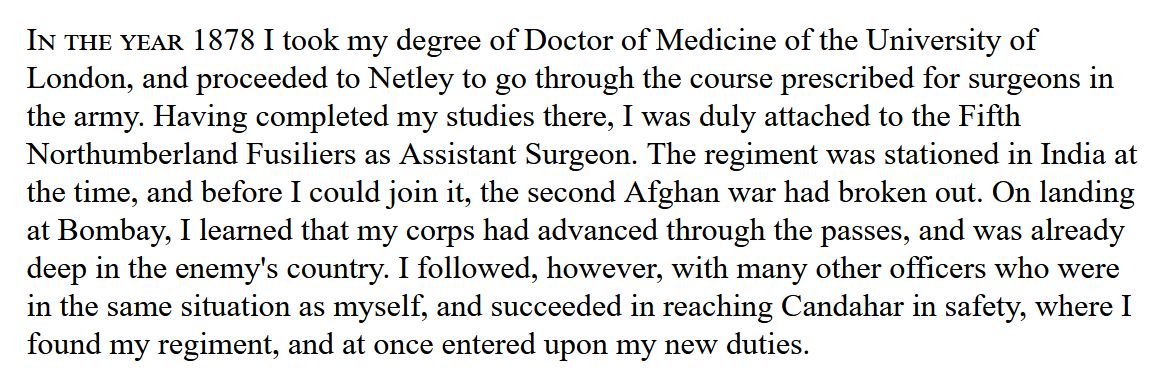 In the year 1878 I took my degree of Doctor of Medicine of the University of
London, and proceeded to Netley to go through the course prescribed for surgeons in
the army. Having completed my studies there, I was duly attached to the Fifth
Northumberland Fusiliers as Assistant Surgeon. The regiment was stationed in India at
the time, and before I could join it, the second Afghan war had broken out. On landing
at Bombay, I learned that my corps had advanced through the passes, and was already
deep in the enemy's country. I followed, however, with many other officers who were
in the same situation as myself, and succeeded in reaching Candahar in safety, where I
found my regiment, and at once entered upon my new duties.